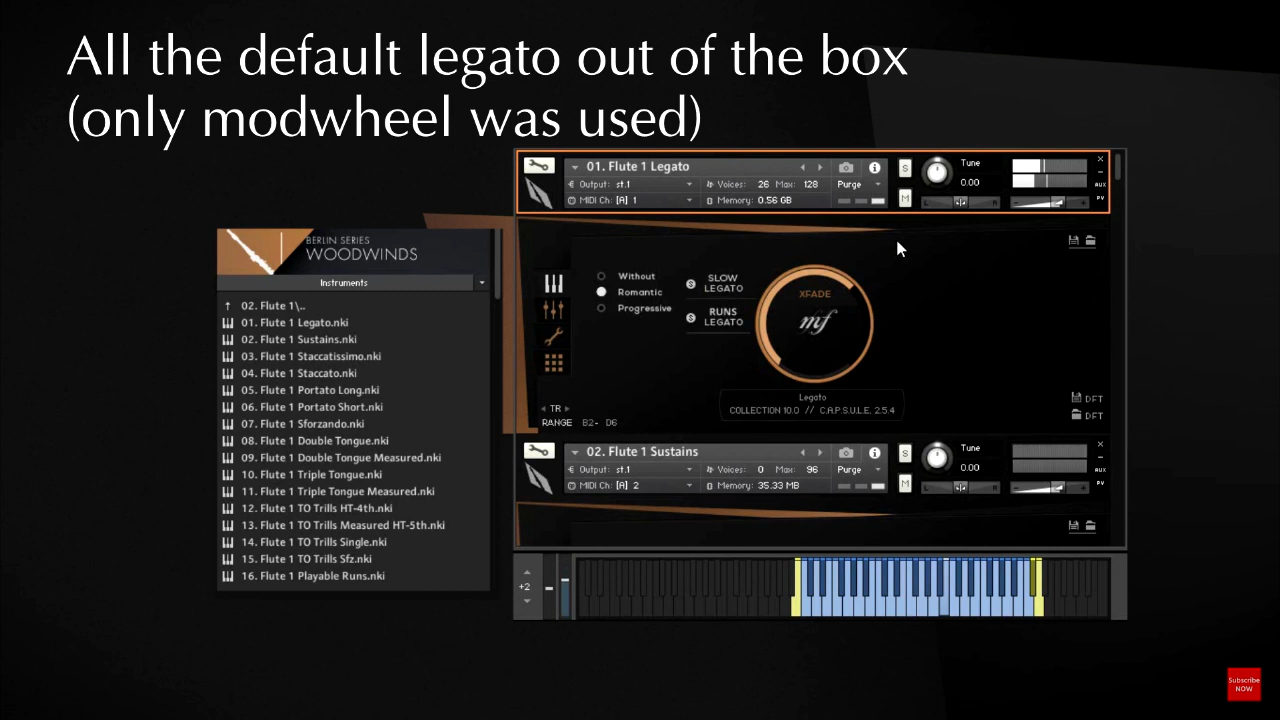 All the default legato out of the box
(only modwheel was used)
BERLIN SERIES
WOODWINDS
Instruments
02. Flute 1\..
01. Flute 1 Legato.nki
02. Flute 1 Sustains.nki
03. Flute 1 Staccatissimo.nki
04. Flute 1 Staccato.nki
05. Flute 1 Portato Long.nki
06. Flute 1 Portato Short.nki
07. Flute 1 Sforzando.nki
08. Flute 1 Double Tongue.nki
09. Flute 1 Double Tongue Measured.nki
10. Flute 1 Triple Tongue.nki
11. Flute 1 Triple Tongue Measured.nki
12. Flute 1 TO Trills HT-4th.nki
13. Flute 1 TO Trills Measured HT-5th.nki
14. Flute 1 TO Trills Single.nki
15. Flute 1 TO Trills Sfz.nki
16. Flute 1 Playable Runs.nki
01. Flute 1 Legato
Output: st.1 Voices: 26 Max: 128 Purge
MIDI Ch: [A] 1 Memory: 0.56 GB
S
M
Tune
0.00
L R
AUX
PV
Without
Romantic
Progressive
S SLOW
LEGATO
S RUNS
LEGATO
XFADE
mf
Legato
COLLECTION 10.0 // C.A.P.S.U.L.E. 2.5.4
TR
RANGE B2- D6
DFT
DFT
02. Flute 1 Sustains
Output: st.1 Voices: 0 Max: 96 Purge
MIDI Ch: [A] 2 Memory: 35.33 MB
S
M
Tune
0.00
L R
AUX
PV
+2
Subscribe
NOW